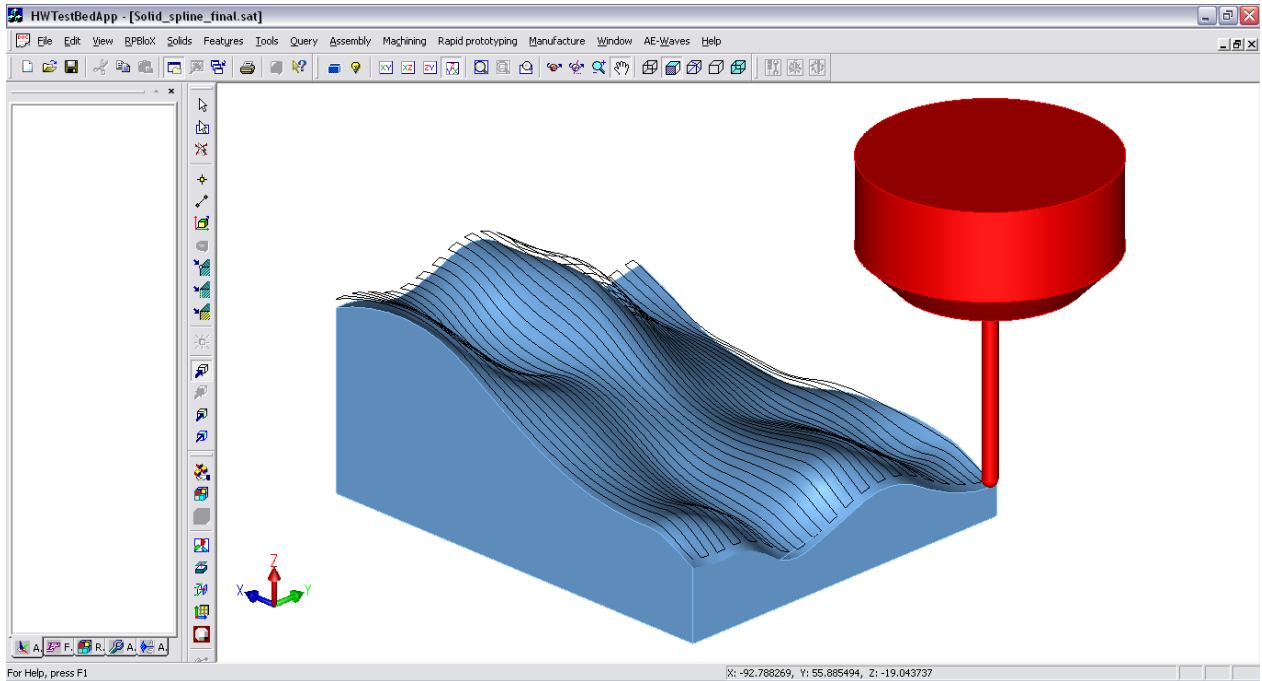 HWTestBedApp - [Solid_spline_final.sat]
File Edit View RPBloX Solids Features Tools Query Assembly Machining Rapid prototyping Manufacture Window AE-Waves Help
XY XZ ZY
Z
X Y
A. F. R. A. A.
For Help, press F1 X: -92.788269, Y: 55.885494, Z: -19.043737